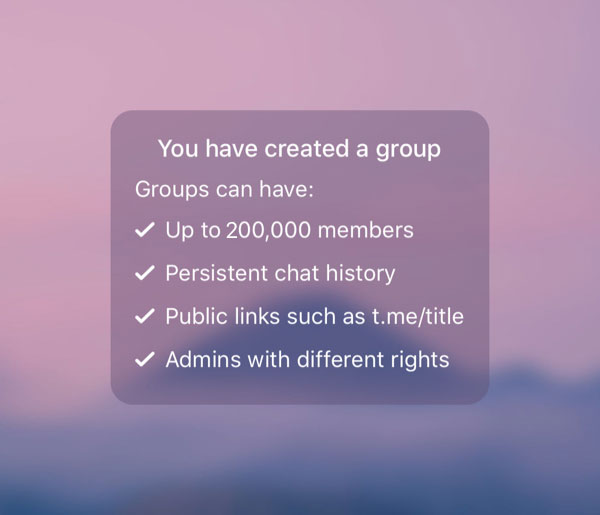 You have created a group
Groups can have:
Up to 200,000 members
Persistent chat history
Public links such as t.me/title
Admins with different rights